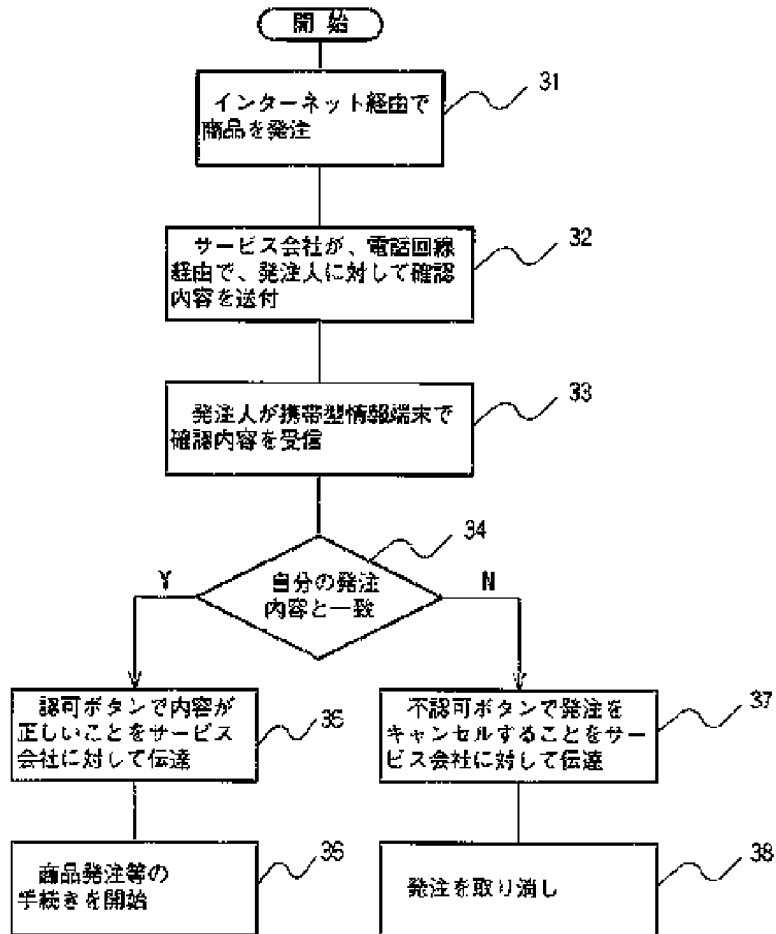 開始
インターネット経由で
商品を発注
31
サービス会社が、電話回線
経由で、発注人に対して確認
内容を送付
32
発注人が携帯型情報端末で
確認内容を受信
33
34
自分の発注
内容と一致
Y
N
認可ボタンで内容が
正しいことをサービス
会社に対して伝達
35
不認可ボタンで発注を
キャンセルすることをサー
ビス会社に対して伝達
37
商品発注等の
手続きを開始
36
発注を取り消し
38